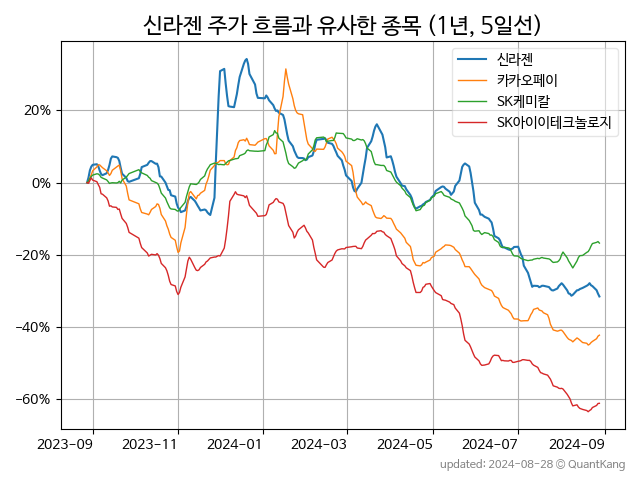 신라젠 주가 흐름과 유사한 종목 (1년, 5일선)
신라젠
카카오페이
SK케미칼
SK아이이테크놀로지
20%
0%
−20%
−40%
−60%
2023-09 2023-11 2024-01 2024-03 2024-05 2024-07 2024-09
updated: 2024-08-28 © QuantKang